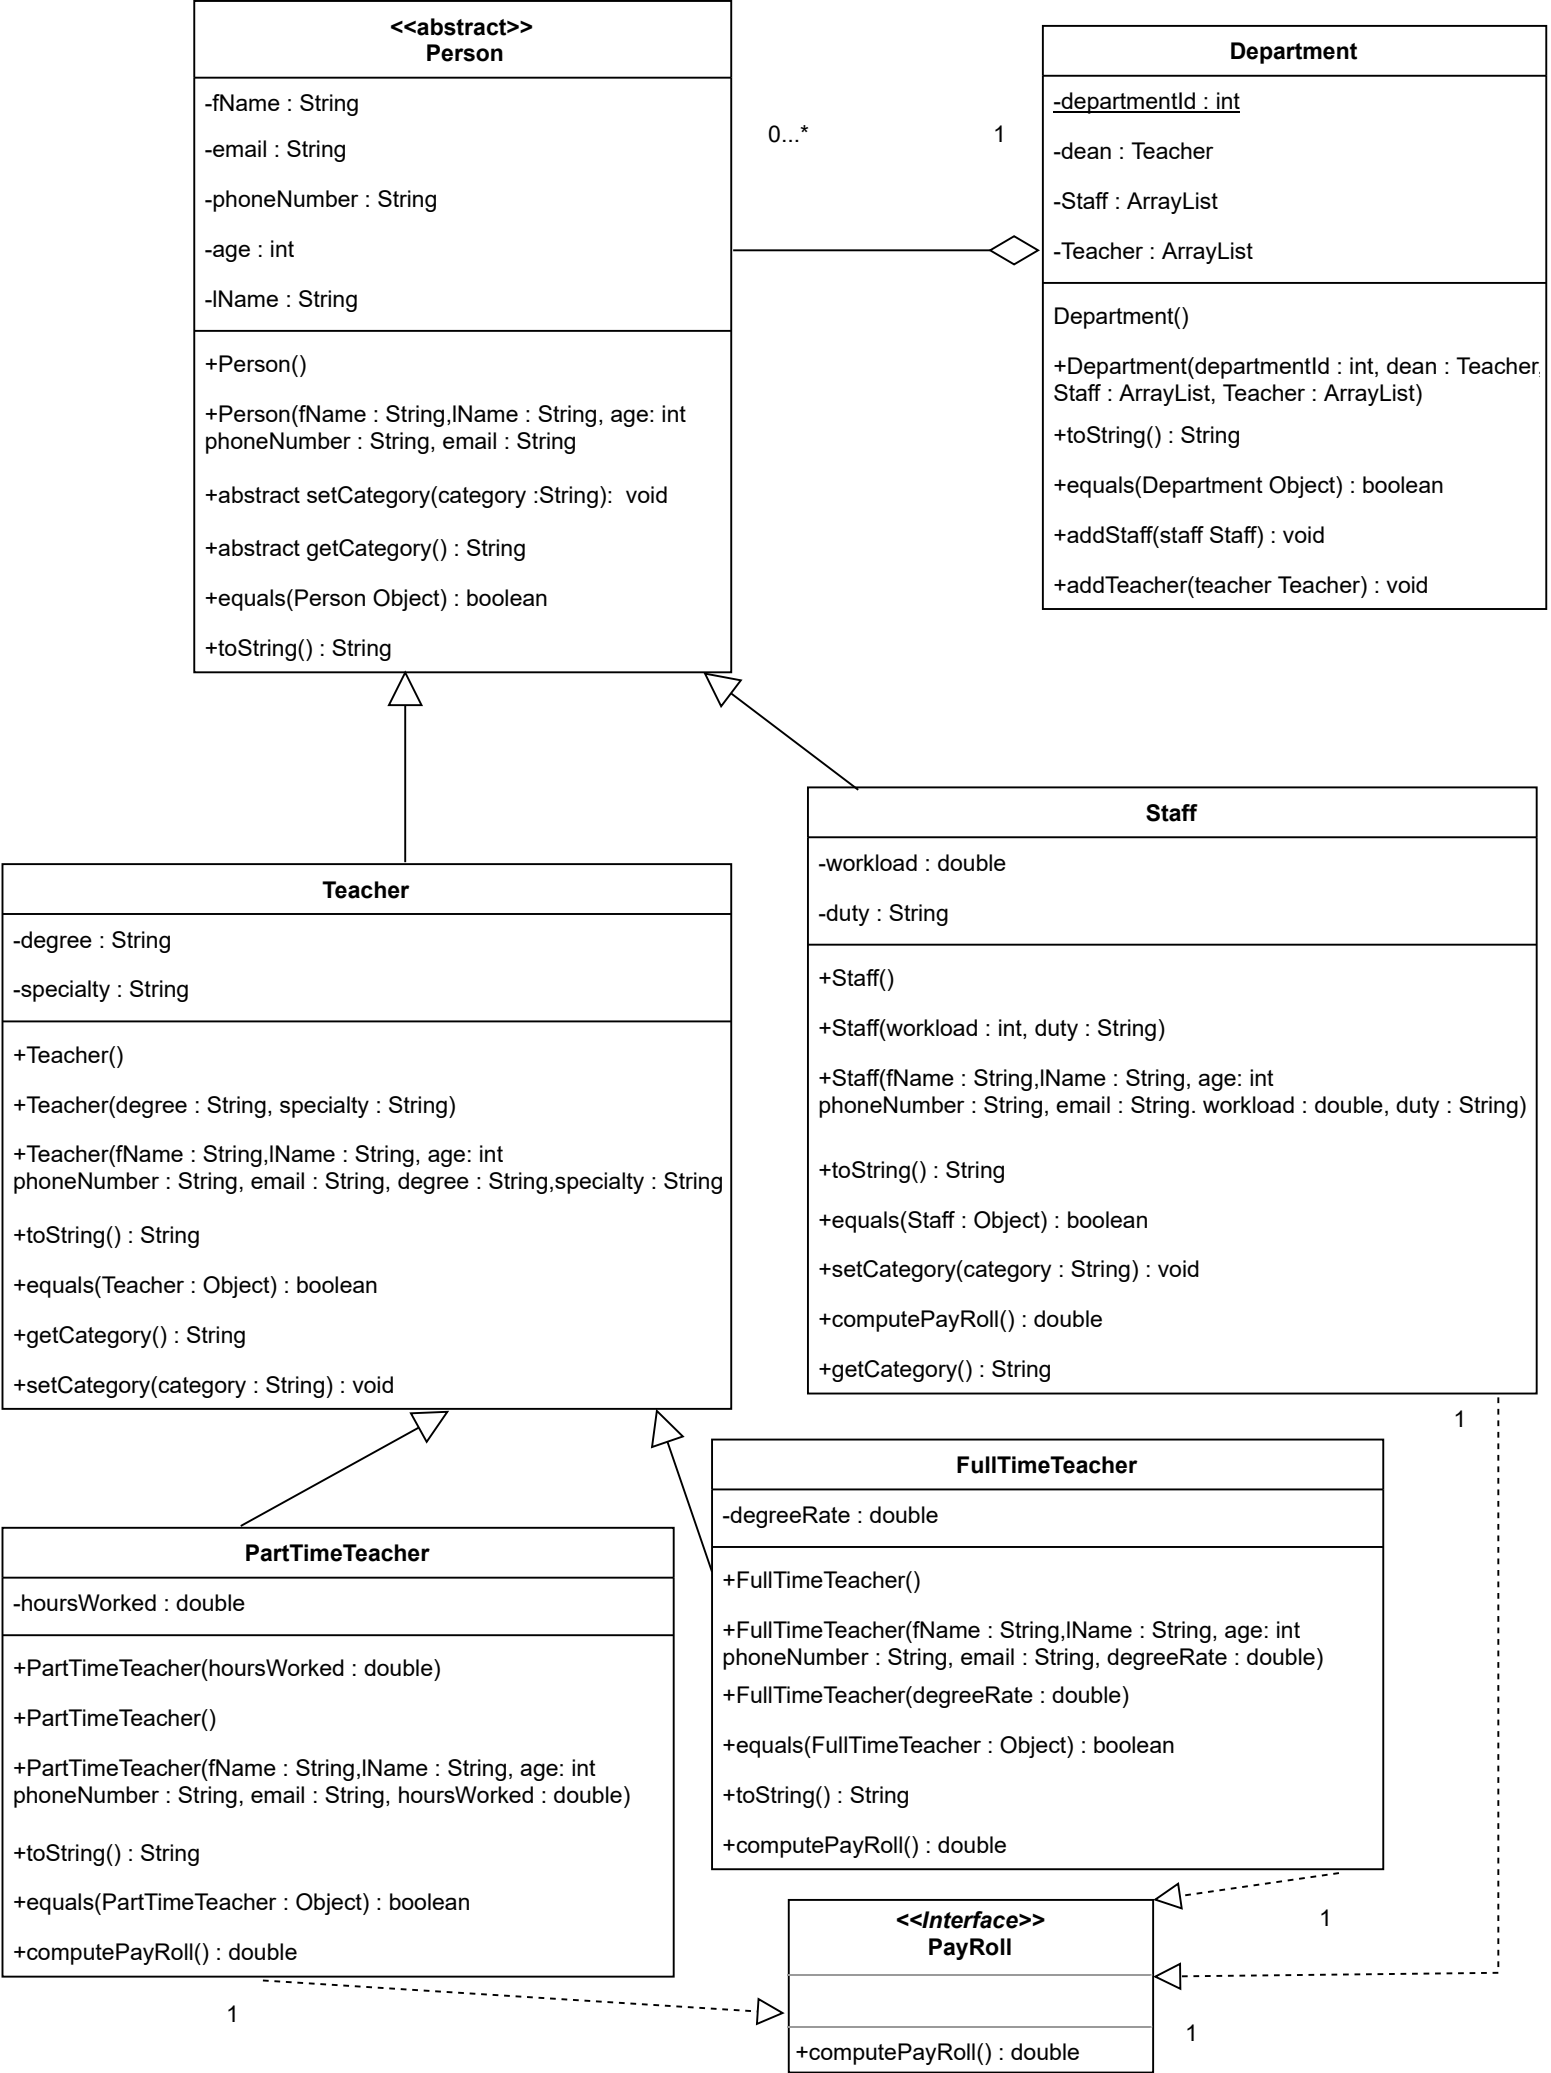 <<abstract>>
Person
-fName : String
-email : String
-phoneNumber : String
-age : int
-lName : String
+Person()
+Person(fName : String,lName : String, age: int
phoneNumber : String, email : String
+abstract setCategory(category :String):  void
+abstract getCategory() : String
+equals(Person Object) : boolean
+toString() : String
0...*
1
Department
-departmentId : int
-dean : Teacher
-Staff : ArrayList
-Teacher : ArrayList
Department()
+Department(departmentId : int, dean : Teacher,
Staff : ArrayList, Teacher : ArrayList)
+toString() : String
+equals(Department Object) : boolean
+addStaff(staff Staff) : void
+addTeacher(teacher Teacher) : void
Teacher
-degree : String
-specialty : String
+Teacher()
+Teacher(degree : String, specialty : String)
+Teacher(fName : String,lName : String, age: int
phoneNumber : String, email : String, degree : String,specialty : String
+toString() : String
+equals(Teacher : Object) : boolean
+getCategory() : String
+setCategory(category : String) : void
Staff
-workload : double
-duty : String
+Staff()
+Staff(workload : int, duty : String)
+Staff(fName : String,lName : String, age: int
phoneNumber : String, email : String. workload : double, duty : String)
+toString() : String
+equals(Staff : Object) : boolean
+setCategory(category : String) : void
+computePayRoll() : double
+getCategory() : String
1
FullTimeTeacher
-degreeRate : double
+FullTimeTeacher()
+FullTimeTeacher(fName : String,lName : String, age: int
phoneNumber : String, email : String, degreeRate : double)
+FullTimeTeacher(degreeRate : double)
+equals(FullTimeTeacher : Object) : boolean
+toString() : String
+computePayRoll() : double
PartTimeTeacher
-hoursWorked : double
+PartTimeTeacher(hoursWorked : double)
+PartTimeTeacher()
+PartTimeTeacher(fName : String,lName : String, age: int
phoneNumber : String, email : String, hoursWorked : double)
+toString() : String
+equals(PartTimeTeacher : Object) : boolean
+computePayRoll() : double
1
<<Interface>>
PayRoll
+computePayRoll() : double
1
1